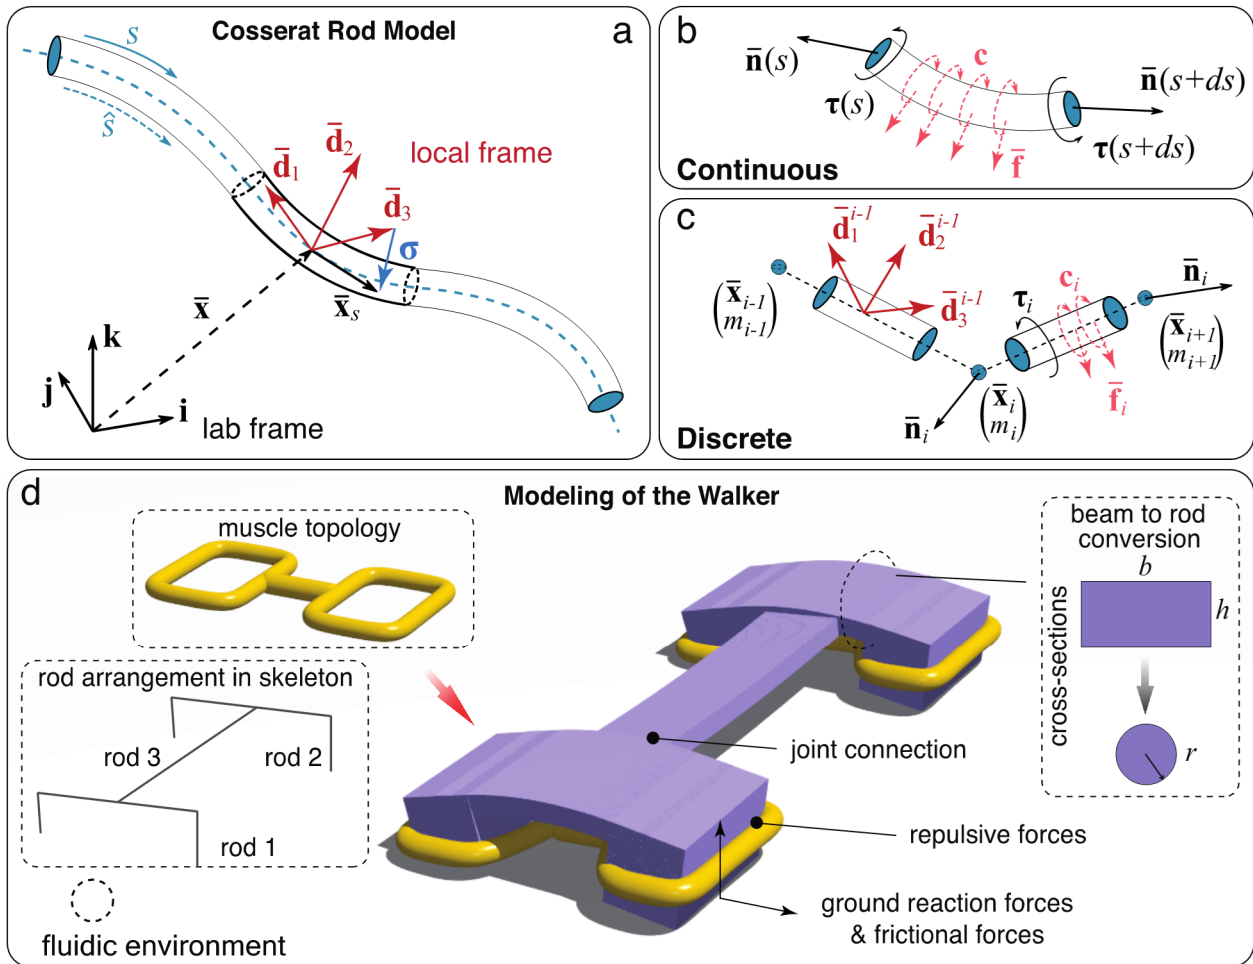 Cosserat Rod Model
a
s
ŝ
d̄₁
d̄₂
local frame
d̄₃
σ
x̄
x̄ₛ
k
j
i
lab frame
b
n̄(s)
c
n̄(s+ds)
τ(s)
τ(s+ds)
f̄
Continuous
c
d̄₁ⁱ⁻¹
d̄₂ⁱ⁻¹
d̄₃ⁱ⁻¹
(x̄ᵢ₋₁
mᵢ₋₁)
n̄ᵢ
cᵢ
τᵢ
(x̄ᵢ₊₁
mᵢ₊₁)
f̄ᵢ
n̄ᵢ
(x̄ᵢ
mᵢ)
Discrete
d
Modeling of the Walker
muscle topology
rod arrangement in skeleton
rod 3
rod 2
rod 1
fluidic environment
joint connection
repulsive forces
ground reaction forces
& frictional forces
beam to rod
conversion
b
h
cross-sections
r